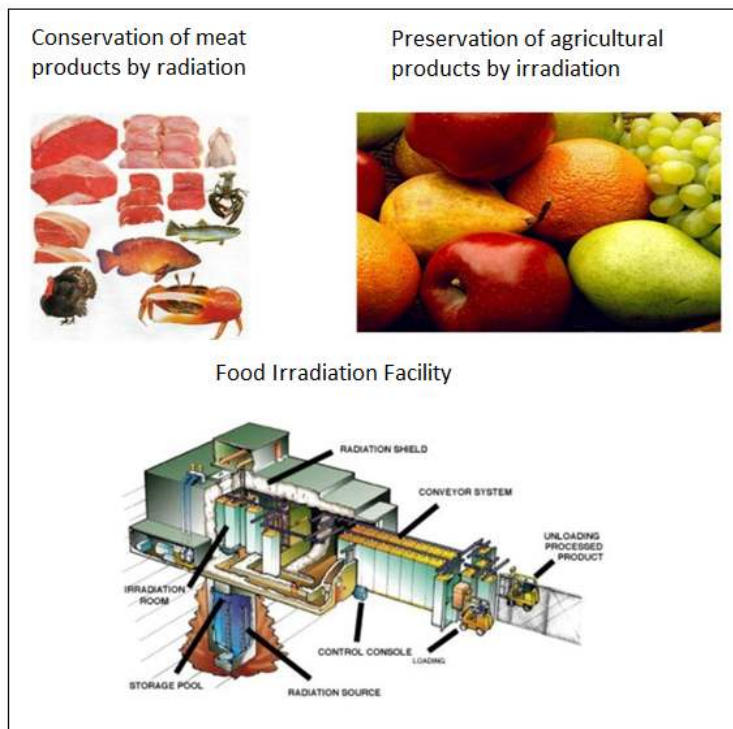 Conservation of meat
products by radiation
Preservation of agricultural
products by irradiation
Food Irradiation Facility
RADIATION SHIELD
CONVEYOR SYSTEM
UNLOADING
PROCESSED
PRODUCT
IRRADIATION
ROOM
CONTROL CONSOLE
LOADING
STORAGE POOL
RADIATION SOURCE